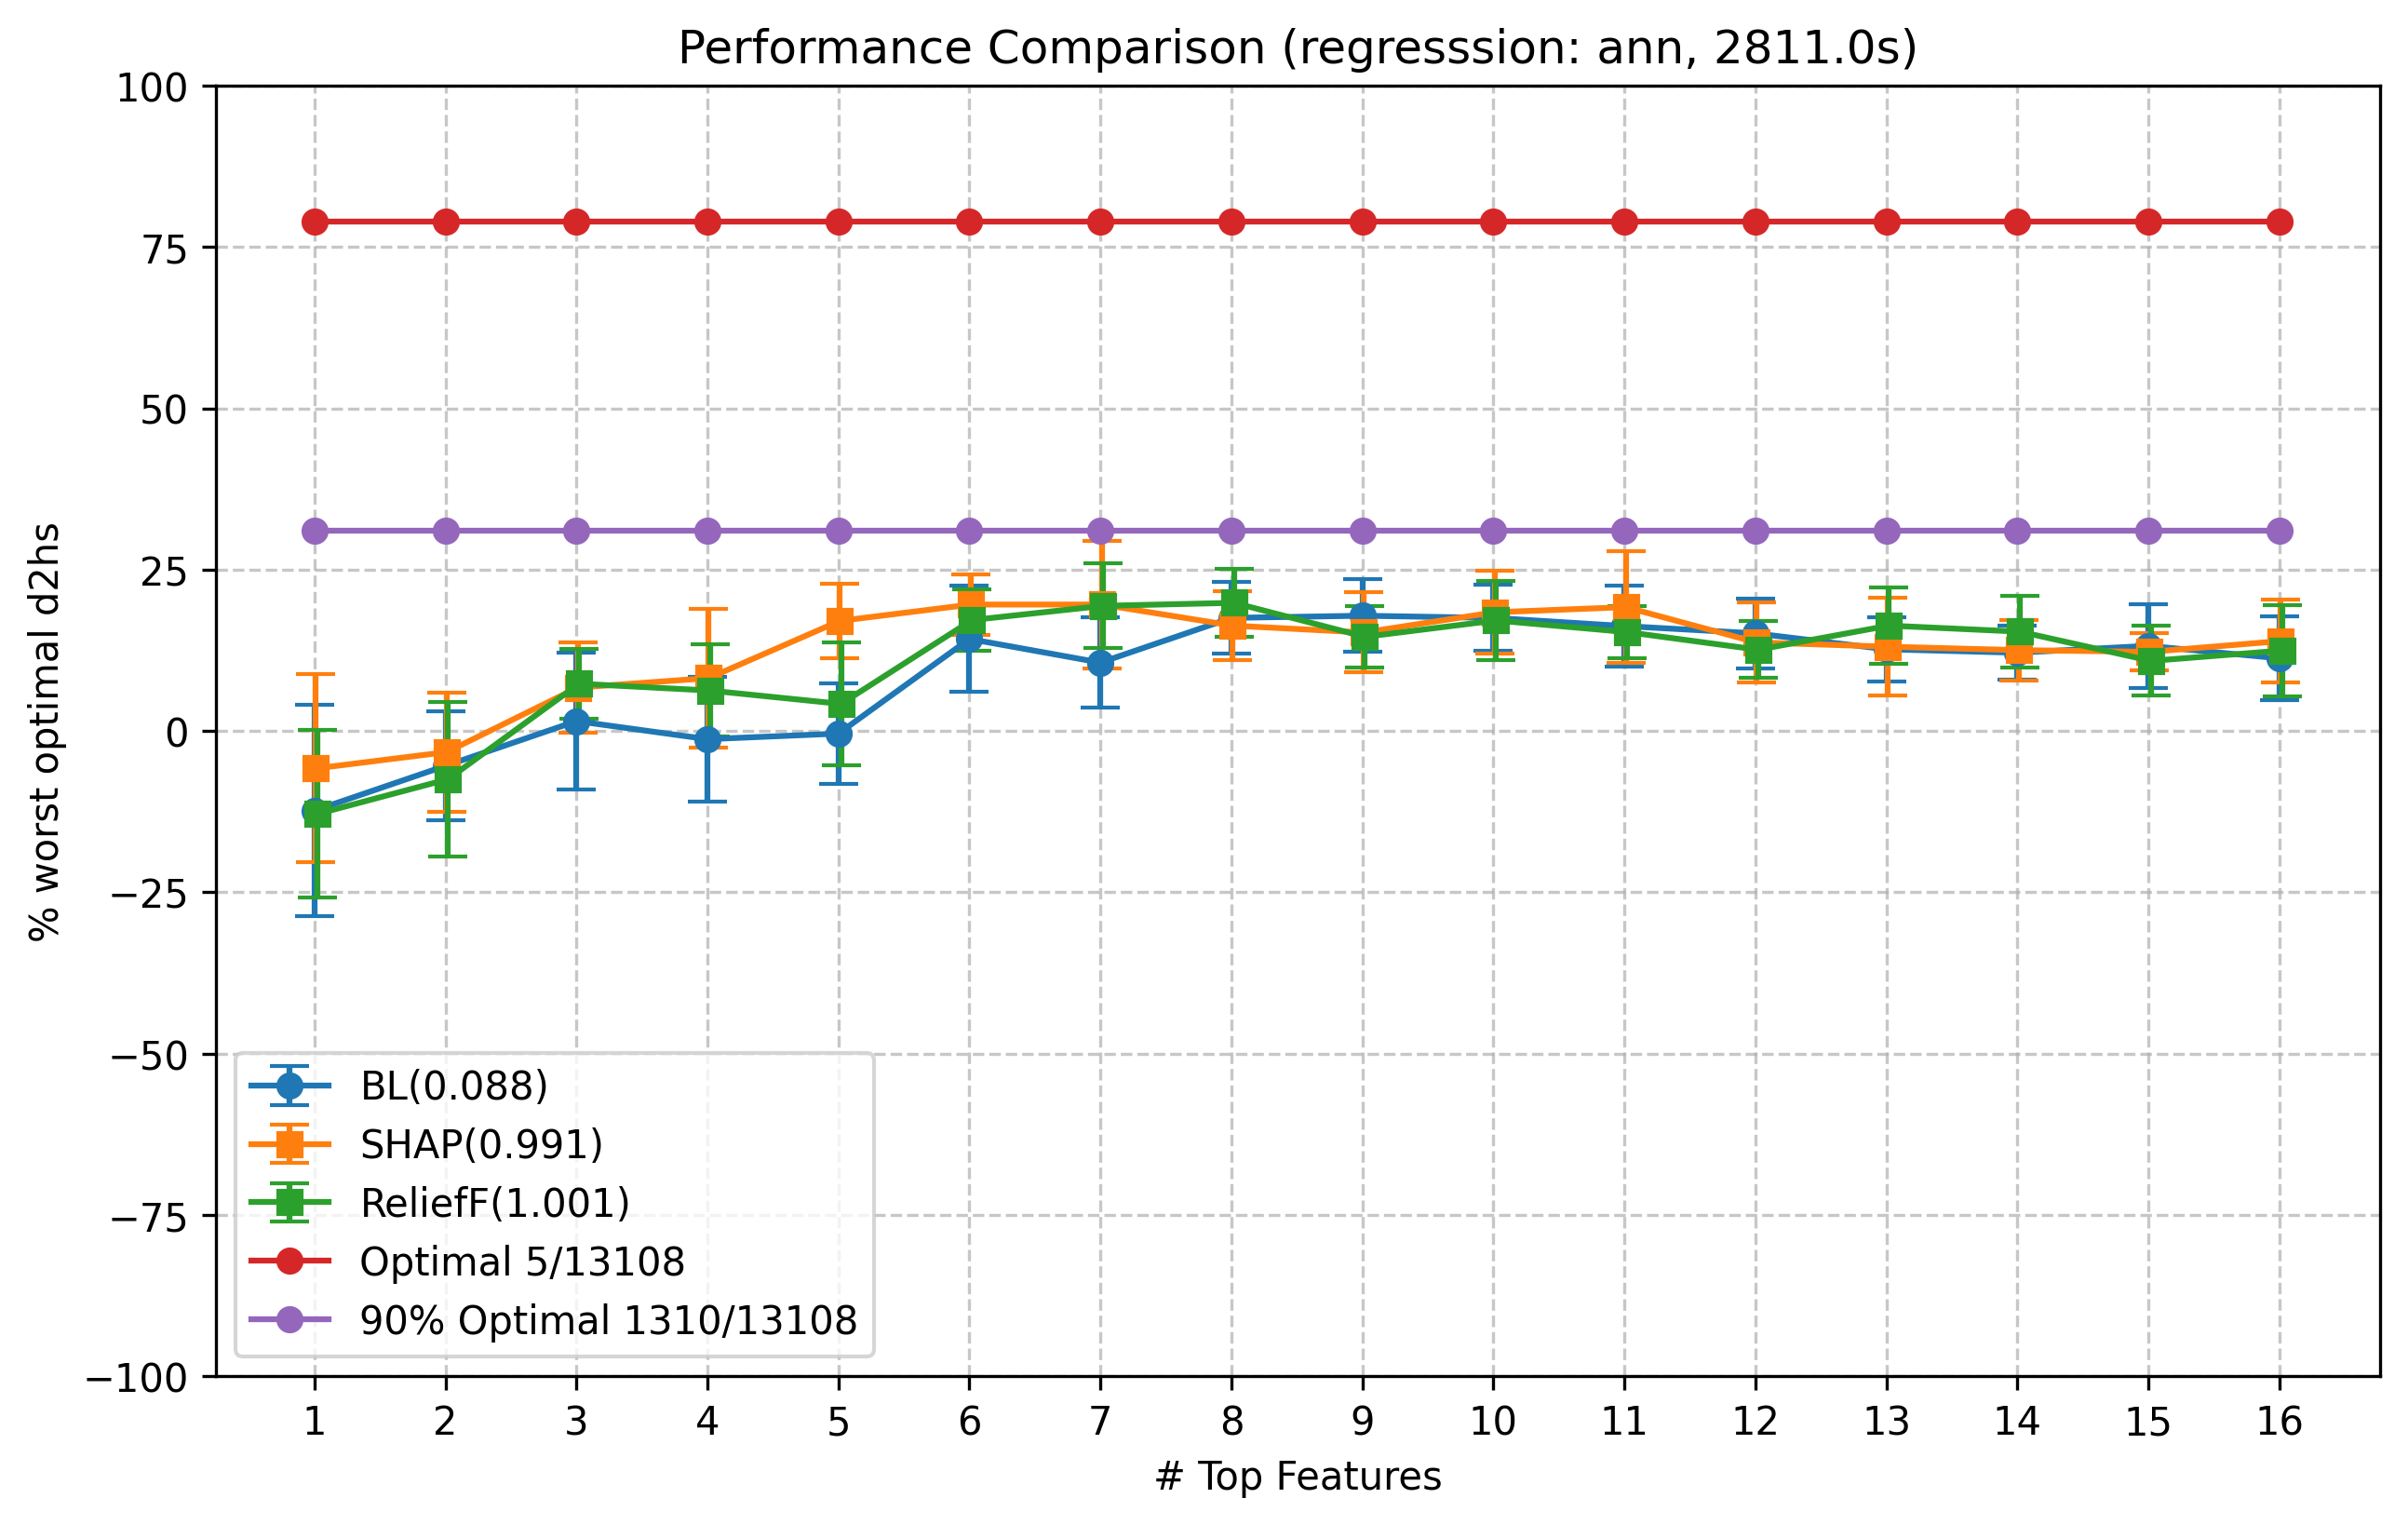 Performance Comparison (regresssion: ann, 2811.0s)
% worst optimal d2hs
100
75
50
25
0
−25
−50
−75
−100
BL(0.088)
SHAP(0.991)
ReliefF(1.001)
Optimal 5/13108
90% Optimal 1310/13108
1 2 3 4 5 6 7 8 9 10 11 12 13 14 15 16
# Top Features